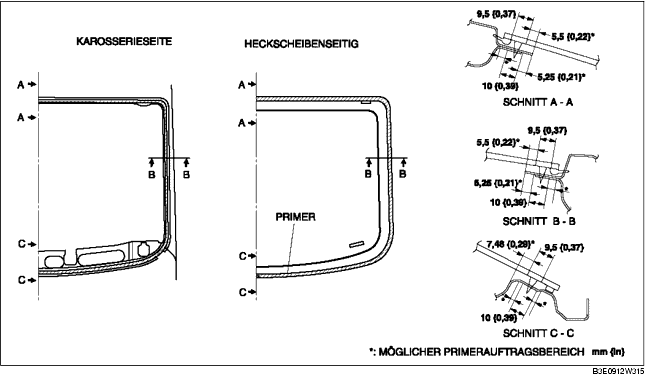 KAROSSERIESEITE
HECKSCHEIBENSEITIG
A
A
B B
C
C
A
A
B B
C
C
PRIMER
9,5 {0,37}
5,5 {0,22}*
*
5,25 {0,21}*
10 {0,39}
SCHNITT A - A
9,5 {0,37}
5,5 {0,22}*
5,25 {0,21}*
*
10 {0,39}
SCHNITT B - B
7,48 {0,29}*
9,5 {0,37}
* *
10 {0,39}
SCHNITT C - C
*: MÖGLICHER PRIMERAUFTRAGSBEREICH mm {in}
B3E0912W315